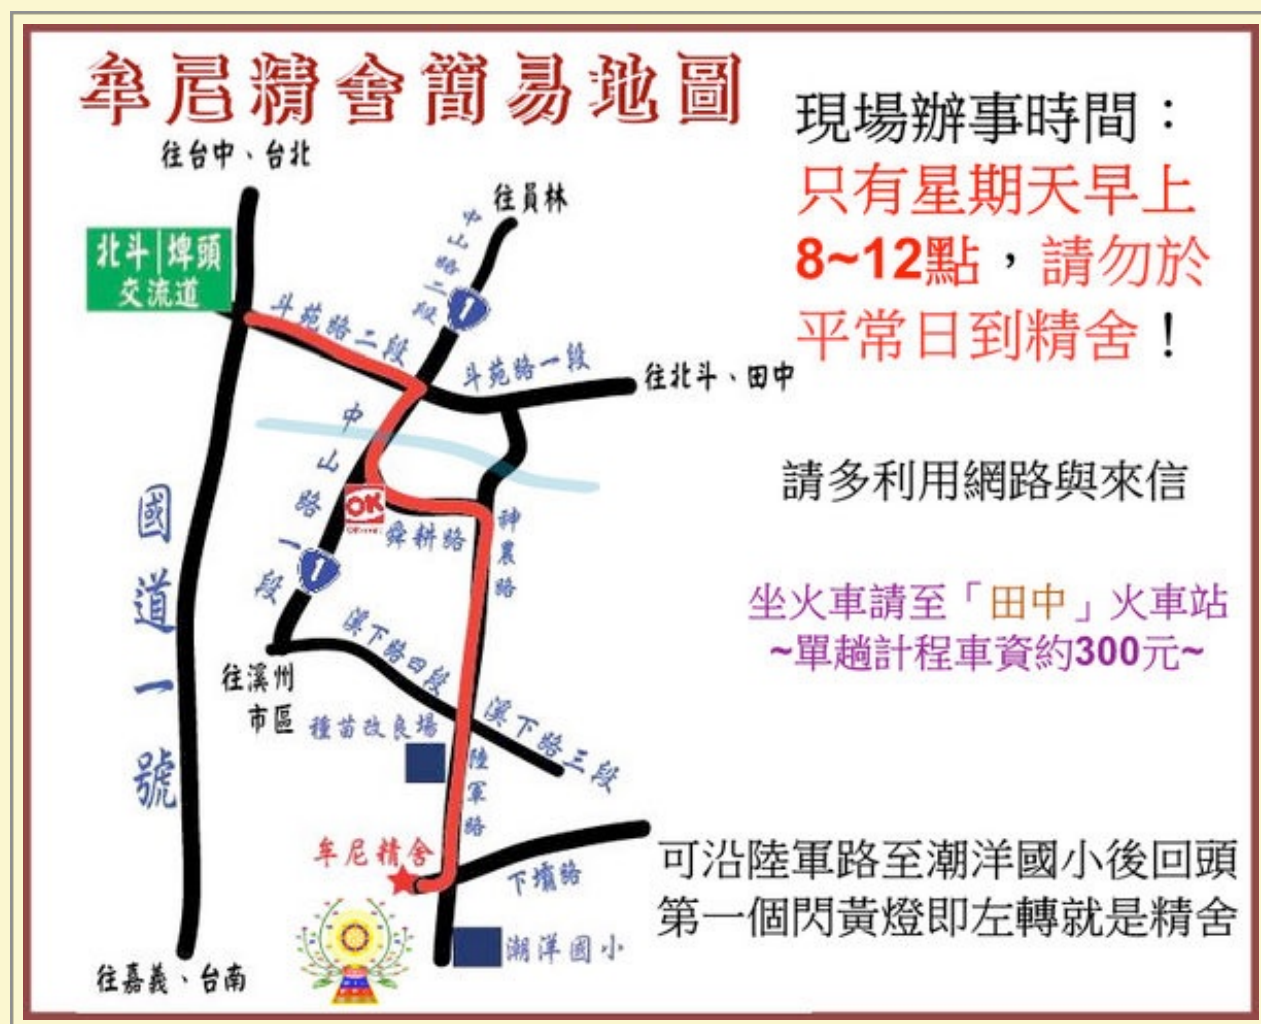 牟尼精舍簡易地圖
往台中、台北
往員林
北斗|埤頭
交流道
中山路二段
1
斗苑路二段
斗苑路一段
往北斗、田中
中山路一段
OK
舜耕路
神農路
1
國道一號
溪下路四段
往溪州
市區
種苗改良場
溪下路三段
陸軍路
牟尼精舍
下壩路
潮洋國小
往嘉義、台南
現場辦事時間：
只有星期天早上
8~12點，請勿於
平常日到精舍！
請多利用網路與來信
坐火車請至「田中」火車站
~單趟計程車資約300元~
可沿陸軍路至潮洋國小後回頭
第一個閃黃燈即左轉就是精舍